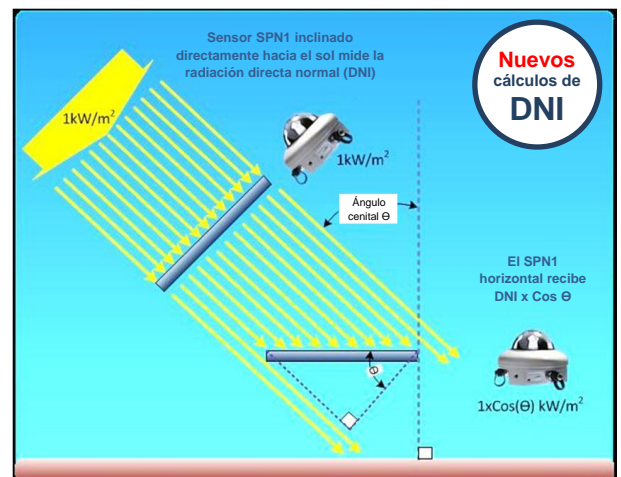 Sensor SPN1 inclinado
directamente hacia el sol mide la
radiación directa normal (DNI)
Nuevos
cálculos de
DNI
1kW/m²
1kW/m²
Ángulo
cenital Θ
El SPN1
horizontal recibe
DNI x Cos Θ
Θ
1xCos(Θ) kW/m²